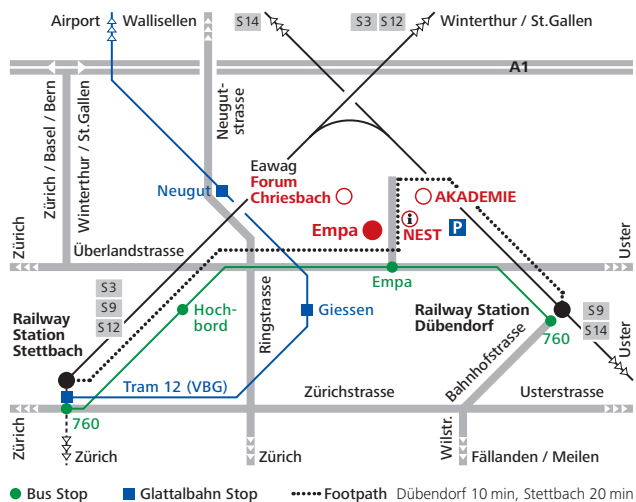 Airport
Wallisellen
S14
S3
S12
Winterthur / St.Gallen
A1
Zürich / Basel / Bern
Winterthur / St.Gallen
Neugut-
strasse
Eawag
Forum
Chriesbach
Neugut
AKADEMIE
Empa
i
NEST
P
Zürich
Überlandstrasse
Uster
Empa
S3
S9
S12
Hoch-
bord
Ringstrasse
Giessen
Railway Station
Dübendorf
S9
S14
760
Railway
Station
Stettbach
Bahnhofstrasse
Uster
Tram 12 (VBG)
Zürichstrasse
Usterstrasse
760
Zürich
Zürich
Zürich
Wilstr.
Fällanden / Meilen
Bus Stop
Glattalbahn Stop
Footpath Dübendorf 10 min, Stettbach 20 min